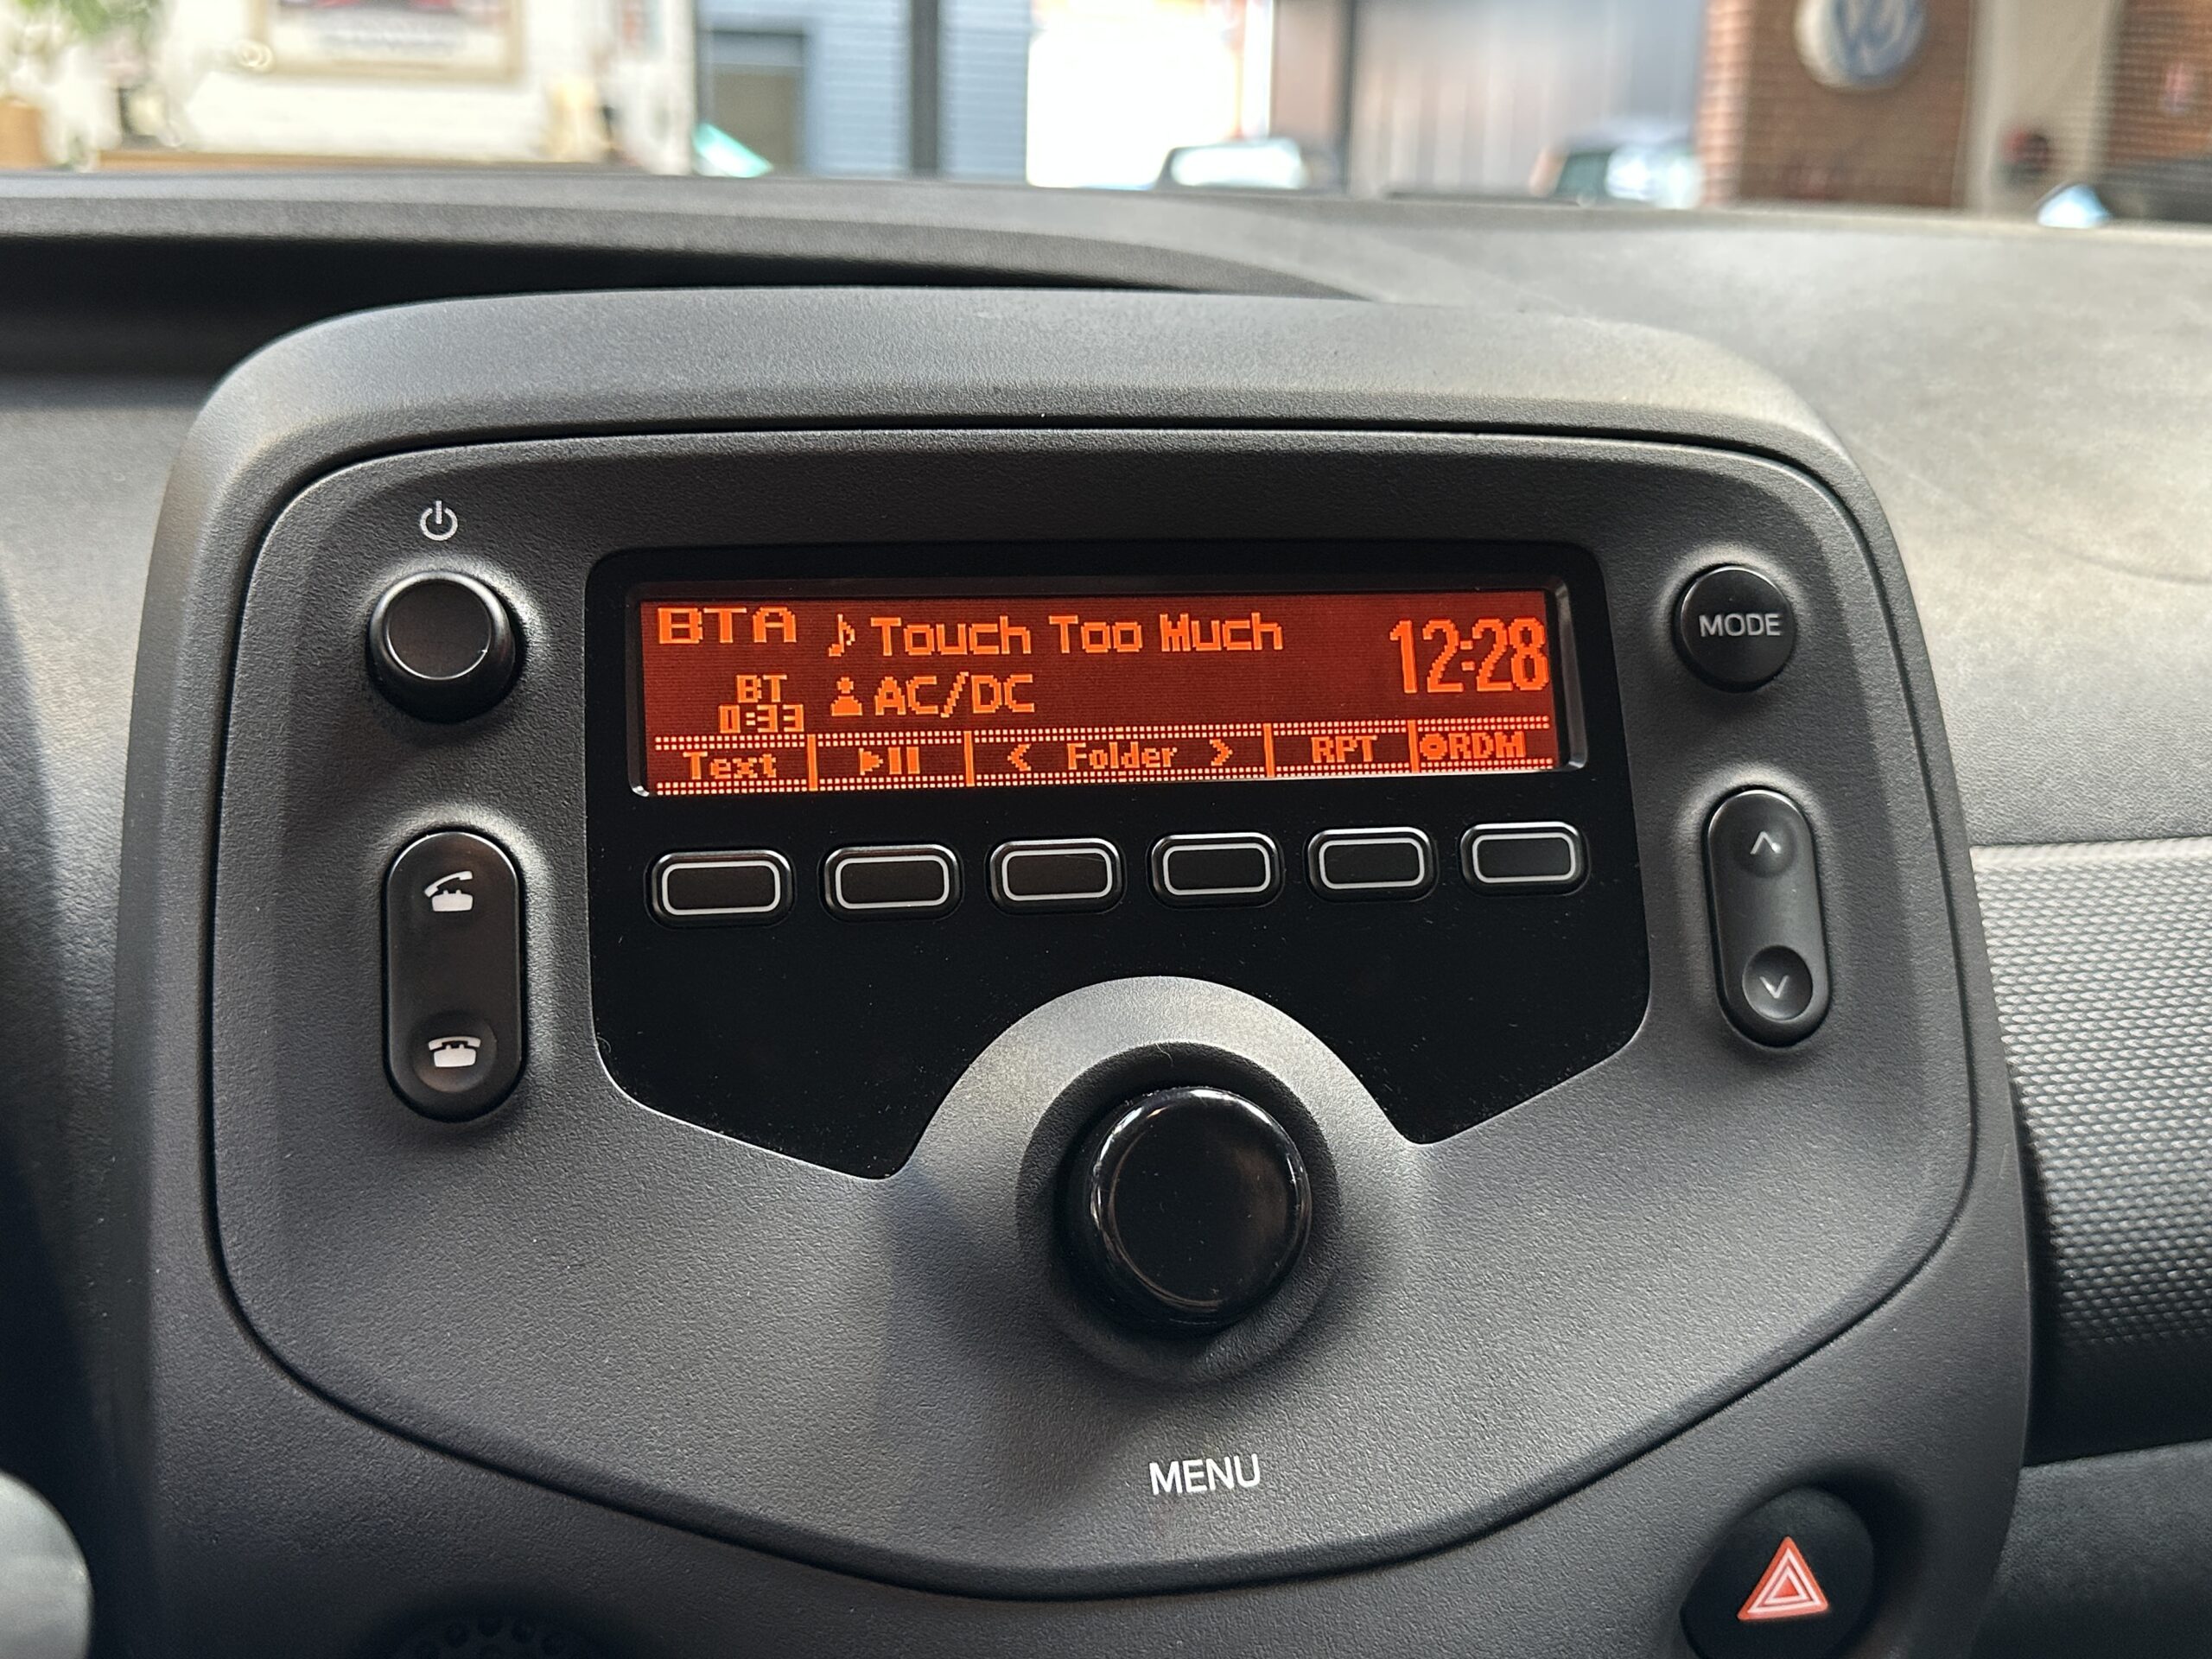 BTA ♪Touch Too Much 12:28
BT AC/DC
0:33
Text ▶II < Folder > RPT RDM
MODE
MENU